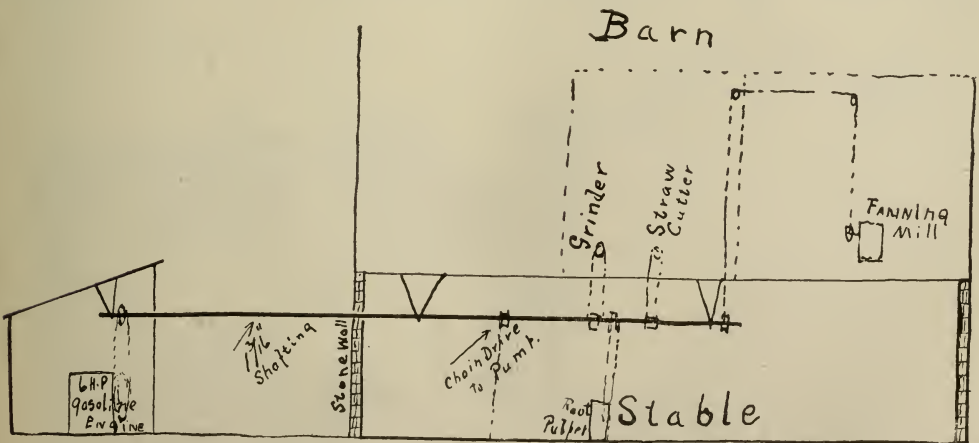 Barn
Grinder
Straw
Cutter
FANNING
Mill
1 7/16"
Shafting
Stone Wall
Chain Drive
to Pump.
6 H.P
gasoline
Engine
Root
Pulper
Stable